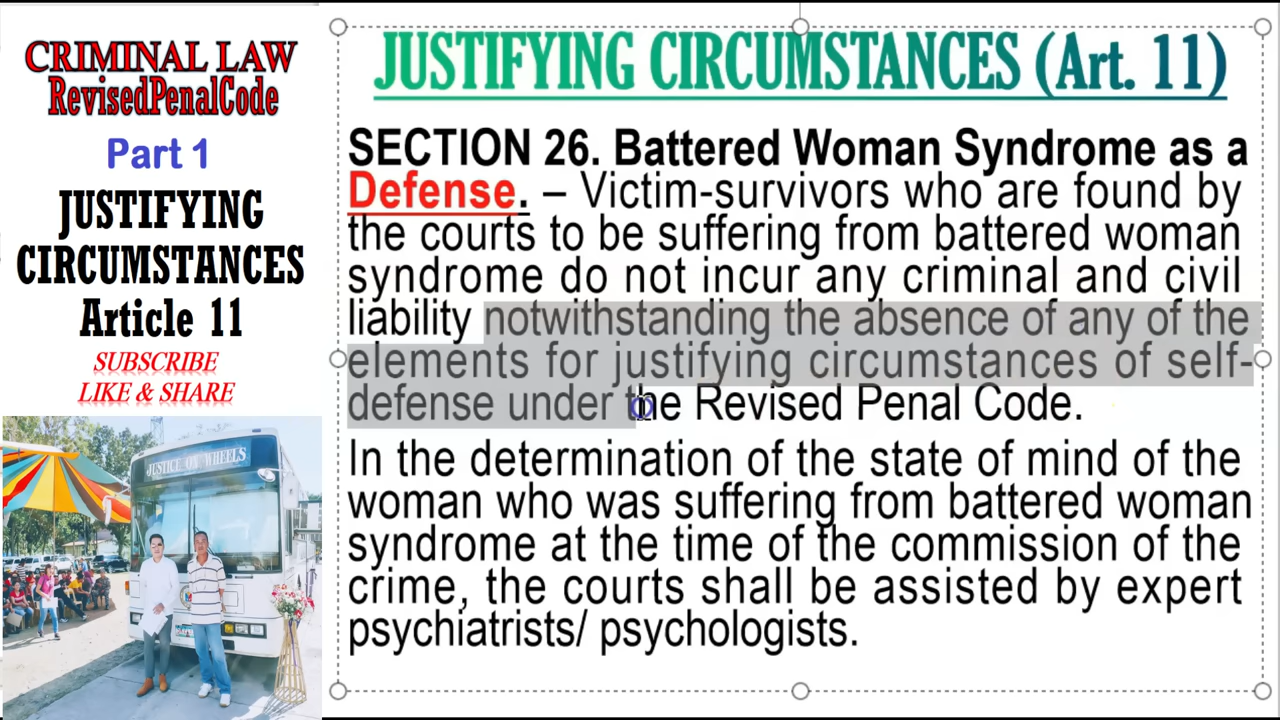 CRIMINAL LAW
RevisedPenalCode
Part 1
JUSTIFYING
CIRCUMSTANCES
Article 11
SUBSCRIBE
LIKE & SHARE
JUSTICE ON WHEELS
JUSTIFYING CIRCUMSTANCES (Art. 11)
SECTION 26. Battered Woman Syndrome as a
Defense. – Victim-survivors who are found by
the courts to be suffering from battered woman
syndrome do not incur any criminal and civil
liability notwithstanding the absence of any of the
elements for justifying circumstances of self-
defense under the Revised Penal Code.
In the determination of the state of mind of the
woman who was suffering from battered woman
syndrome at the time of the commission of the
crime, the courts shall be assisted by expert
psychiatrists/ psychologists.